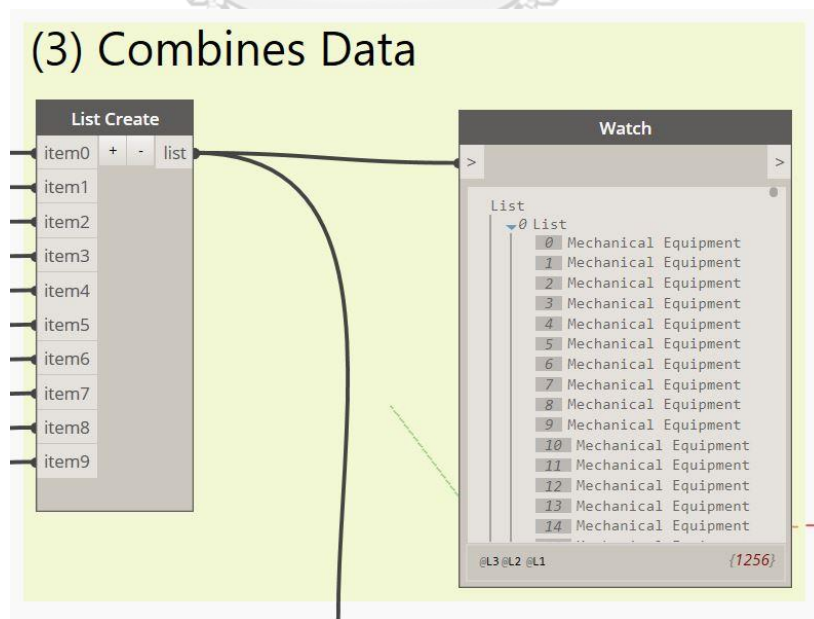 (3) Combines Data
List Create
item0 + - list
item1
item2
item3
item4
item5
item6
item7
item8
item9
Watch
> >
List
0 List
0 Mechanical Equipment
1 Mechanical Equipment
2 Mechanical Equipment
3 Mechanical Equipment
4 Mechanical Equipment
5 Mechanical Equipment
6 Mechanical Equipment
7 Mechanical Equipment
8 Mechanical Equipment
9 Mechanical Equipment
10 Mechanical Equipment
11 Mechanical Equipment
12 Mechanical Equipment
13 Mechanical Equipment
14 Mechanical Equipment
@L3 @L2 @L1 {1256}